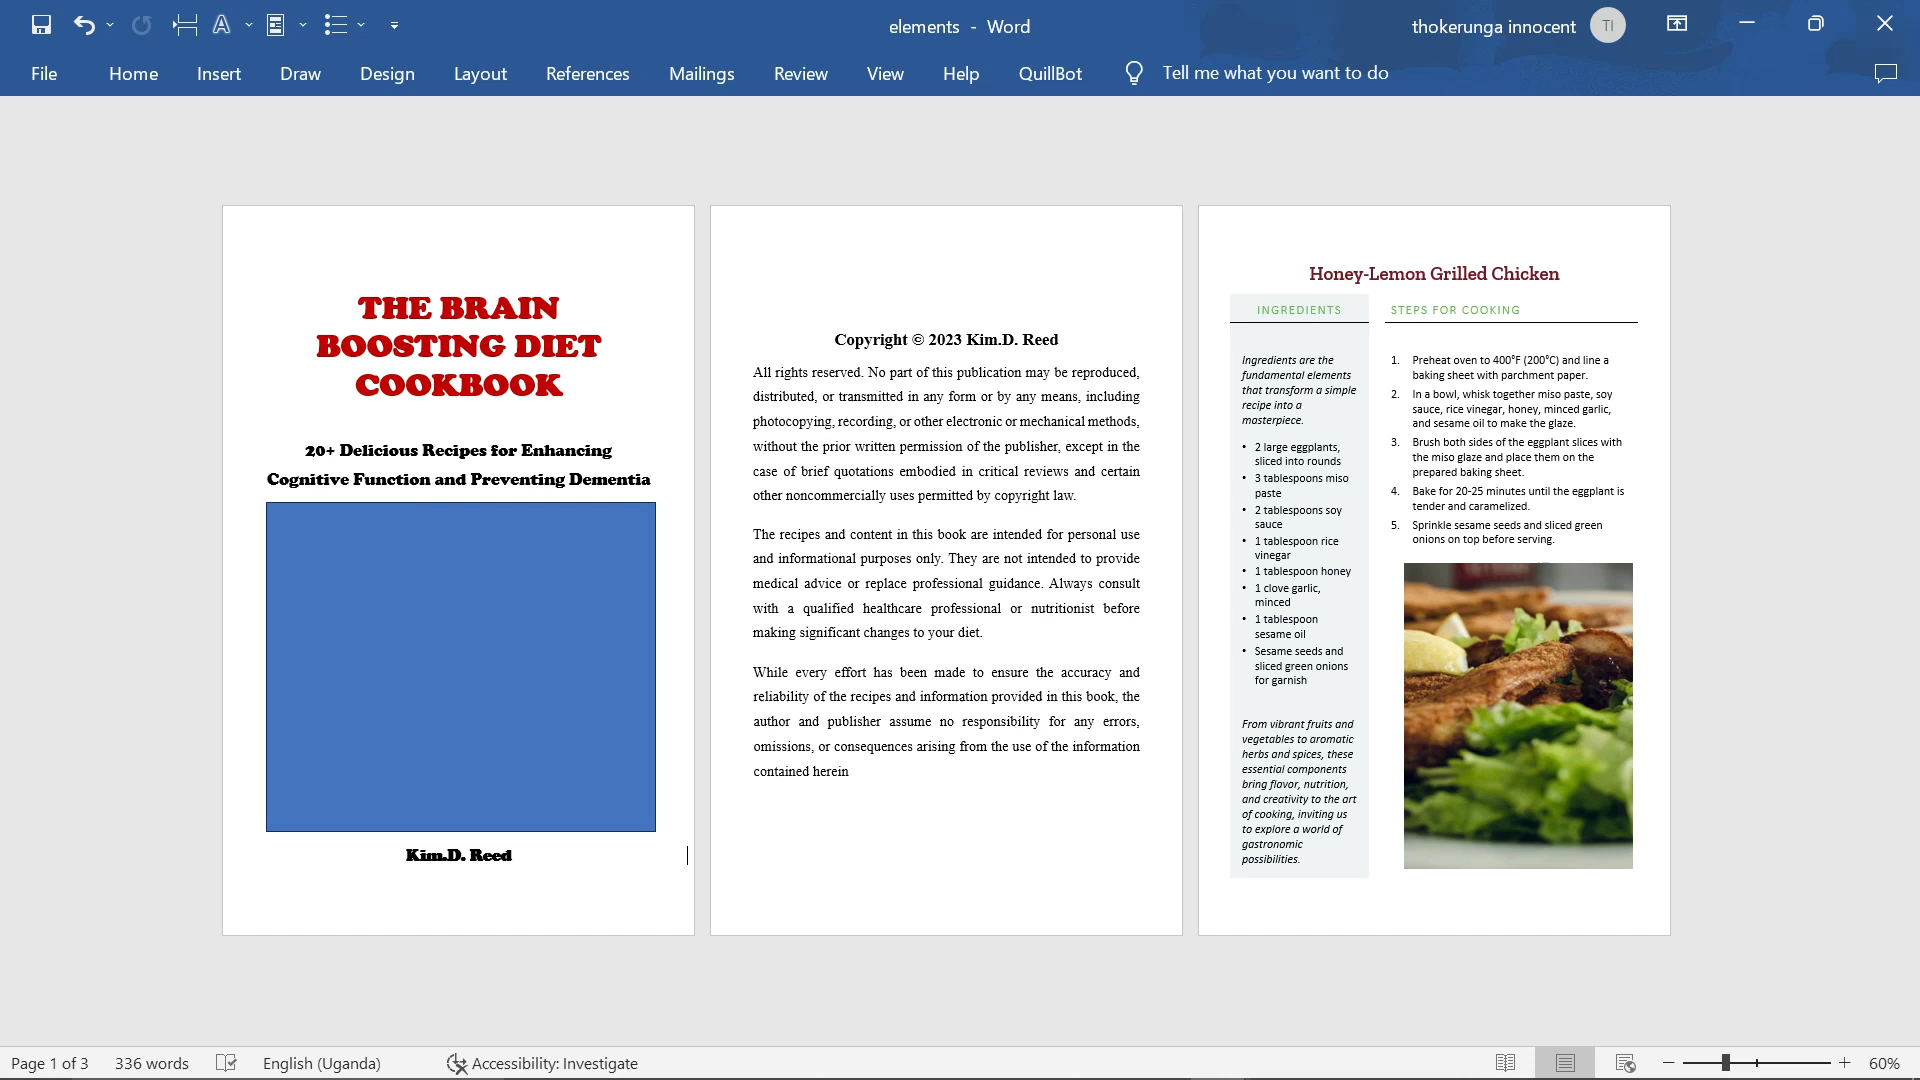 elements - Word
thokerunga innocent
TI
File Home Insert Draw Design Layout References Mailings Review View Help QuillBot Tell me what you want to do
THE BRAIN
BOOSTING DIET
COOKBOOK
20+ Delicious Recipes for Enhancing
Cognitive Function and Preventing Dementia
Kim.D. Reed
Copyright © 2023 Kim.D. Reed
All rights reserved. No part of this publication may be reproduced,
distributed, or transmitted in any form or by any means, including
photocopying, recording, or other electronic or mechanical methods,
without the prior written permission of the publisher, except in the
case of brief quotations embodied in critical reviews and certain
other noncommercially uses permitted by copyright law.
The recipes and content in this book are intended for personal use
and informational purposes only. They are not intended to provide
medical advice or replace professional guidance. Always consult
with a qualified healthcare professional or nutritionist before
making significant changes to your diet.
While every effort has been made to ensure the accuracy and
reliability of the recipes and information provided in this book, the
author and publisher assume no responsibility for any errors,
omissions, or consequences arising from the use of the information
contained herein
Honey-Lemon Grilled Chicken
INGREDIENTS
Ingredients are the
fundamental elements
that transform a simple
recipe into a
masterpiece.
• 2 large eggplants,
sliced into rounds
• 3 tablespoons miso
paste
• 2 tablespoons soy
sauce
• 1 tablespoon rice
vinegar
• 1 tablespoon honey
• 1 clove garlic,
minced
• 1 tablespoon
sesame oil
• Sesame seeds and
sliced green onions
for garnish
From vibrant fruits and
vegetables to aromatic
herbs and spices, these
essential components
bring flavor, nutrition,
and creativity to the art
of cooking, inviting us
to explore a world of
gastronomic
possibilities.
STEPS FOR COOKING
1. Preheat oven to 400°F (200°C) and line a
baking sheet with parchment paper.
2. In a bowl, whisk together miso paste, soy
sauce, rice vinegar, honey, minced garlic,
and sesame oil to make the glaze.
3. Brush both sides of the eggplant slices with
the miso glaze and place them on the
prepared baking sheet.
4. Bake for 20-25 minutes until the eggplant is
tender and caramelized.
5. Sprinkle sesame seeds and sliced green
onions on top before serving.
Page 1 of 3 336 words English (Uganda) Accessibility: Investigate 60%